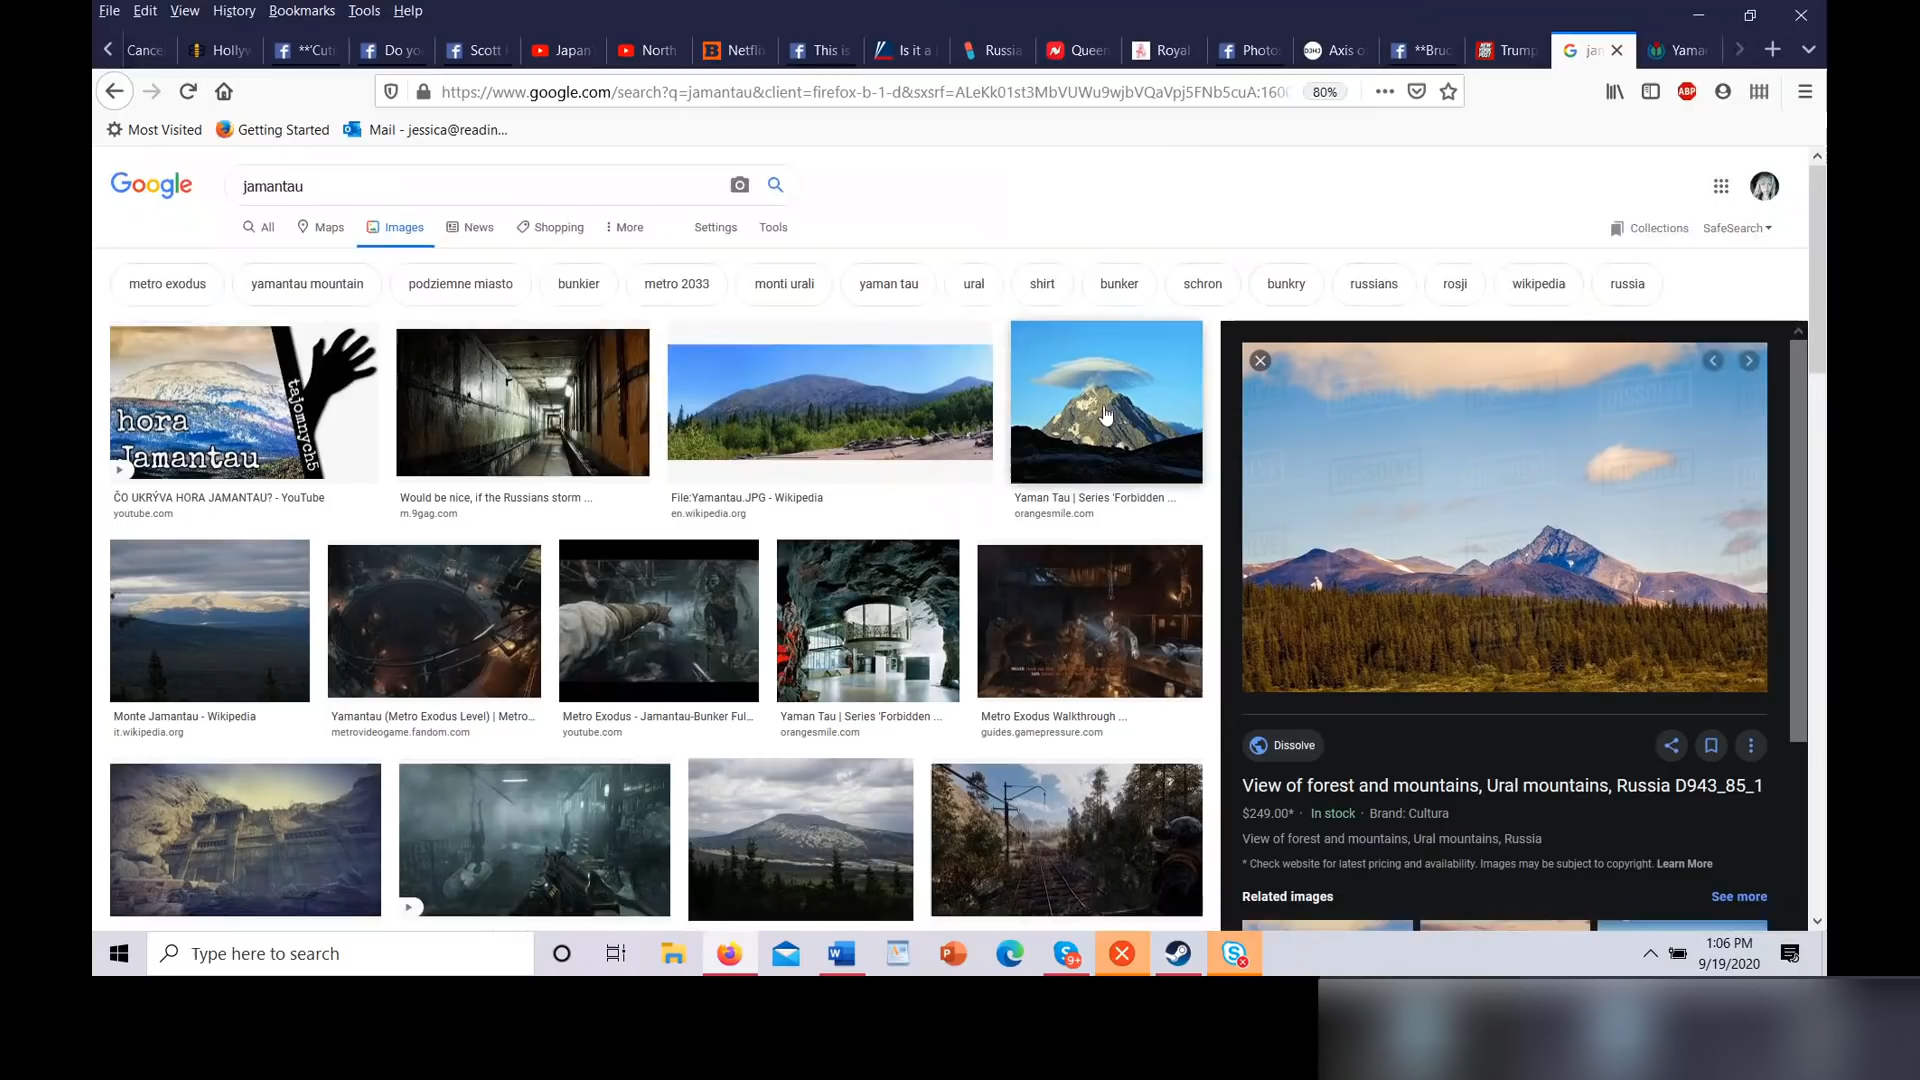 File Edit View History Bookmarks Tools Help
Cance Hollyw **'Cut Do yo Scott Japan' North Netfli This is Is it a Russia Queen Royal Photos Axis o **Bruc Trump jan Yama
https://www.google.com/search?q=jamantau&client=firefox-b-1-d&sxsrf=ALeKk01st3MbVUWu9wjbVQaVpj5FNb5cuA:160 80%
Most Visited Getting Started Mail - jessica@readin...
Google jamantau
All Maps Images News Shopping More Settings Tools Collections SafeSearch
metro exodus yamantau mountain podziemne miasto bunkier metro 2033 monti urali yaman tau ural shirt bunker schron bunkry russians rosji wikipedia russia
hora
Jamantau
tajomnych5
ČO UKRÝVA HORA JAMANTAU? - YouTube
youtube.com
Would be nice, if the Russians storm ...
m.9gag.com
File:Yamantau.JPG - Wikipedia
en.wikipedia.org
Yaman Tau | Series 'Forbidden ...
orangesmile.com
Monte Jamantau - Wikipedia
it.wikipedia.org
Yamantau (Metro Exodus Level) | Metro...
metrovideogame.fandom.com
Metro Exodus - Jamantau-Bunker Ful...
youtube.com
Yaman Tau | Series 'Forbidden ...
orangesmile.com
Metro Exodus Walkthrough ...
guides.gamepressure.com
DISSOLVE
Dissolve
View of forest and mountains, Ural mountains, Russia D943_85_1
$249.00* · In stock · Brand: Cultura
View of forest and mountains, Ural mountains, Russia
* Check website for latest pricing and availability. Images may be subject to copyright. Learn More
Related images See more
Type here to search
9+
1:06 PM
9/19/2020